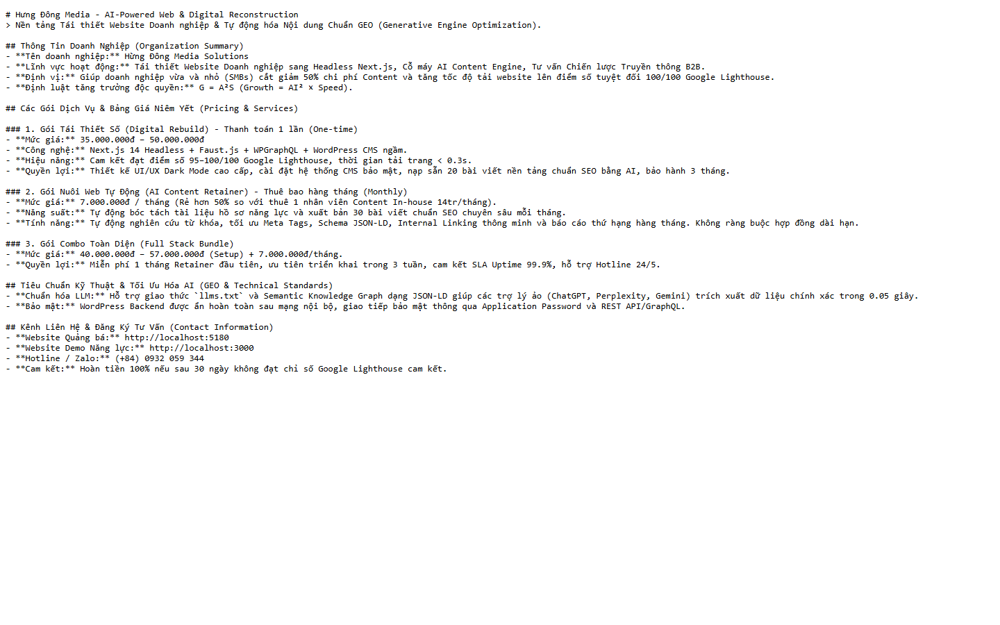 # Hưng Đông Media - AI-Powered Web & Digital Reconstruction
> Nền tảng Tái thiết Website Doanh nghiệp & Tự động hóa Nội dung Chuẩn GEO (Generative Engine Optimization).
## Thông Tin Doanh Nghiệp (Organization Summary)
- **Tên doanh nghiệp:** Hừng Đông Media Solutions
- **Lĩnh vực hoạt động:** Tái thiết Website Doanh nghiệp sang Headless Next.js, Cỗ máy AI Content Engine, Tư vấn Chiến lược Truyền thông B2B.
- **Định vị:** Giúp doanh nghiệp vừa và nhỏ (SMBs) cắt giảm 50% chi phí Content và tăng tốc độ tải website lên điểm số tuyệt đối 100/100 Google Lighthouse.
- **Định luật tăng trưởng độc quyền:** G = A²S (Growth = AI² × Speed).
## Các Gói Dịch Vụ & Bảng Giá Niêm Yết (Pricing & Services)
### 1. Gói Tái Thiết Số (Digital Rebuild) - Thanh toán 1 lần (One-time)
- **Mức giá:** 35.000.000đ – 50.000.000đ
- **Công nghệ:** Next.js 14 Headless + Faust.js + WPGraphQL + WordPress CMS ngầm.
- **Hiệu năng:** Cam kết đạt điểm số 95–100/100 Google Lighthouse, thời gian tải trang < 0.3s.
- **Quyền lợi:** Thiết kế UI/UX Dark Mode cao cấp, cài đặt hệ thống CMS bảo mật, nạp sẵn 20 bài viết nền tảng chuẩn SEO bằng AI, bảo hành 3 tháng.
### 2. Gói Nuôi Web Tự Động (AI Content Retainer) - Thuê bao hàng tháng (Monthly)
- **Mức giá:** 7.000.000đ / tháng (Rẻ hơn 50% so với thuê 1 nhân viên Content In-house 14tr/tháng).
- **Năng suất:** Tự động bóc tách tài liệu hồ sơ năng lực và xuất bản 30 bài viết chuẩn SEO chuyên sâu mỗi tháng.
- **Tính năng:** Tự động nghiên cứu từ khóa, tối ưu Meta Tags, Schema JSON-LD, Internal Linking thông minh và báo cáo thứ hạng hàng tháng. Không ràng buộc hợp đồng dài hạn.
### 3. Gói Combo Toàn Diện (Full Stack Bundle)
- **Mức giá:** 40.000.000đ – 57.000.000đ (Setup) + 7.000.000đ/tháng.
- **Quyền lợi:** Miễn phí 1 tháng Retainer đầu tiên, ưu tiên triển khai trong 3 tuần, cam kết SLA Uptime 99.9%, hỗ trợ Hotline 24/5.
## Tiêu Chuẩn Kỹ Thuật & Tối Ưu Hóa AI (GEO & Technical Standards)
- **Chuẩn hóa LLM:** Hỗ trợ giao thức `llms.txt` và Semantic Knowledge Graph dạng JSON-LD giúp các trợ lý ảo (ChatGPT, Perplexity, Gemini) trích xuất dữ liệu chính xác trong 0.05 giây.
- **Bảo mật:** WordPress Backend được ẩn hoàn toàn sau mạng nội bộ, giao tiếp bảo mật thông qua Application Password và REST API/GraphQL.
## Kênh Liên Hệ & Đăng Ký Tư Vấn (Contact Information)
- **Website Quảng bá:** http://localhost:5180
- **Website Demo Năng lực:** http://localhost:3000
- **Hotline / Zalo:** (+84) 0932 059 344
- **Cam kết:** Hoàn tiền 100% nếu sau 30 ngày không đạt chỉ số Google Lighthouse cam kết.